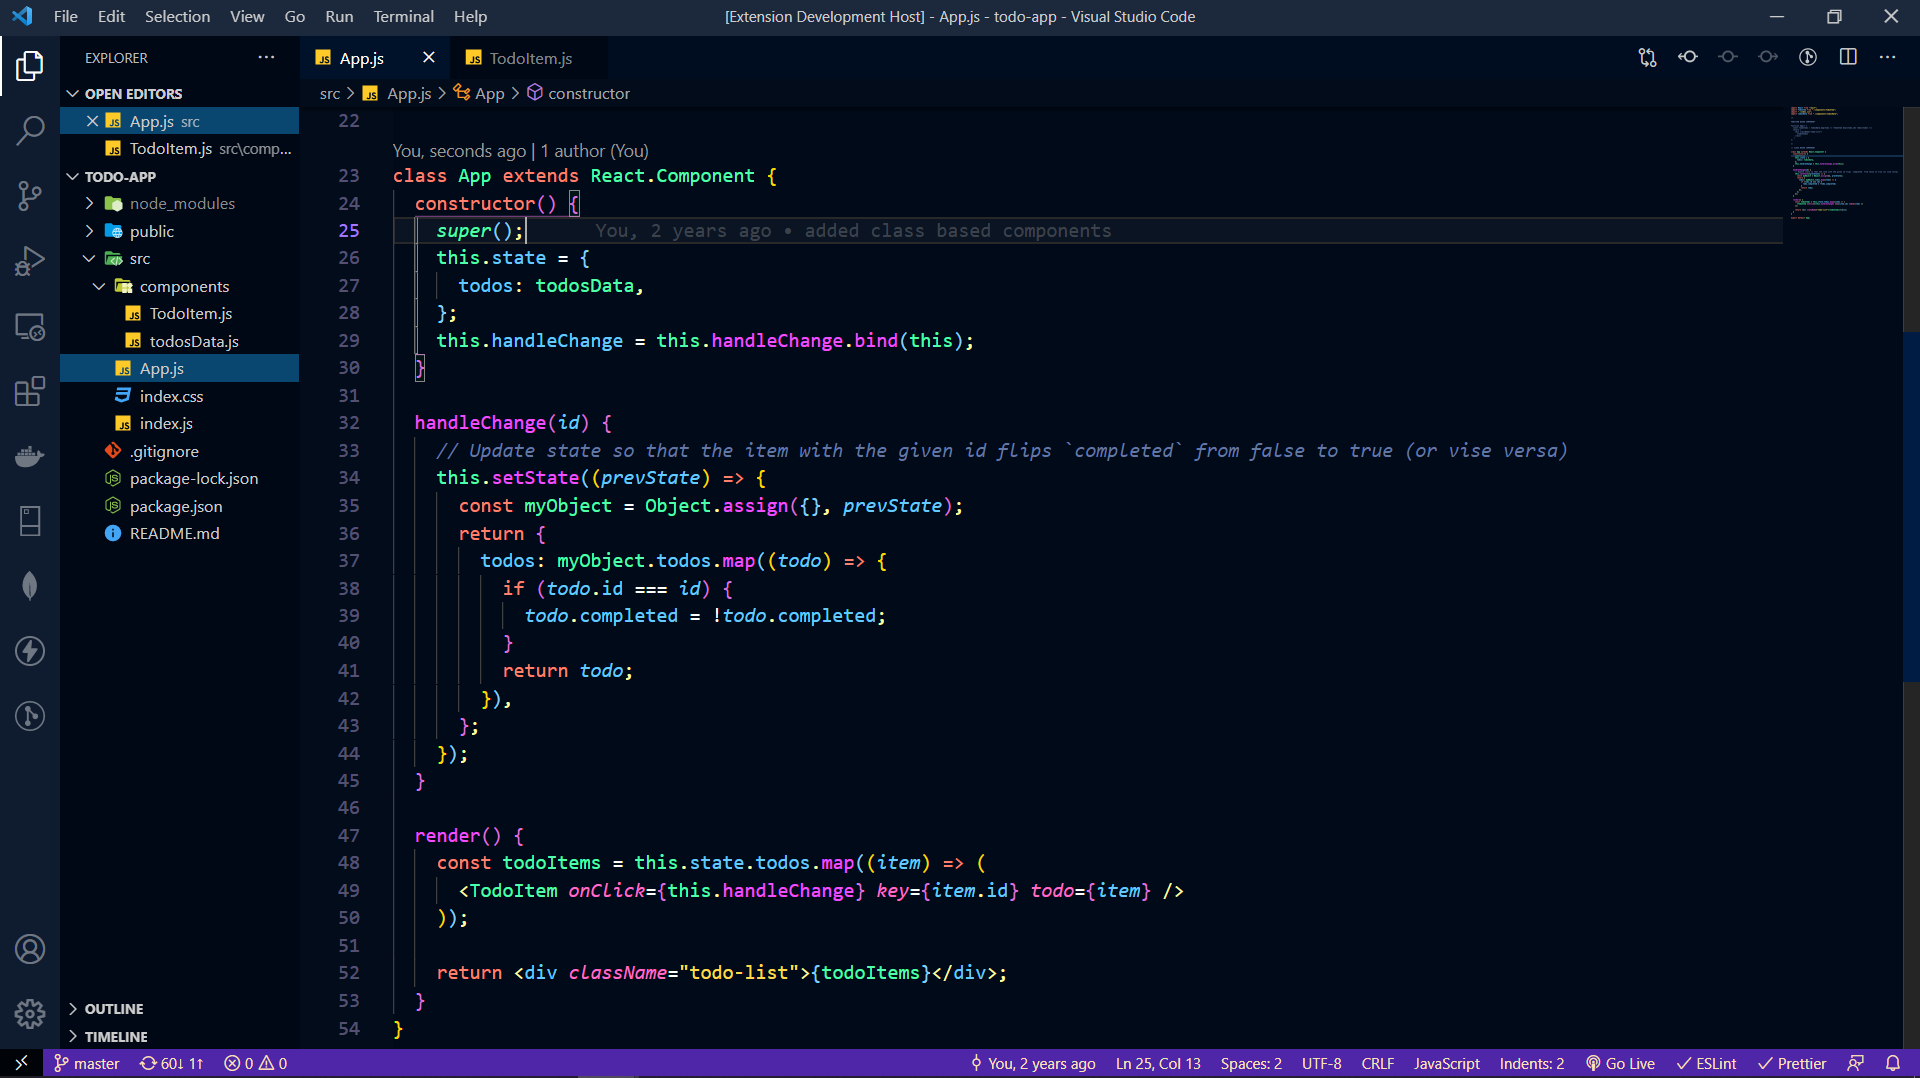 File Edit Selection View Go Run Terminal Help
[Extension Development Host] - App.js - todo-app - Visual Studio Code
EXPLORER
OPEN EDITORS
App.js src
TodoItem.js src\comp...
TODO-APP
node_modules
public
src
components
TodoItem.js
todosData.js
App.js
index.css
index.js
.gitignore
package-lock.json
package.json
README.md
OUTLINE
TIMELINE
App.js
TodoItem.js
src > App.js > App > constructor
22
You, seconds ago | 1 author (You)
23 class App extends React.Component {
24 constructor() {
25 super(); You, 2 years ago • added class based components
26 this.state = {
27 todos: todosData,
28 };
29 this.handleChange = this.handleChange.bind(this);
30 }
31
32 handleChange(id) {
33 // Update state so that the item with the given id flips `completed` from false to true (or vise versa)
34 this.setState((prevState) => {
35 const myObject = Object.assign({}, prevState);
36 return {
37 todos: myObject.todos.map((todo) => {
38 if (todo.id === id) {
39 todo.completed = !todo.completed;
40 }
41 return todo;
42 }),
43 };
44 });
45 }
46
47 render() {
48 const todoItems = this.state.todos.map((item) => (
49 <TodoItem onClick={this.handleChange} key={item.id} todo={item} />
50 ));
51
52 return <div className="todo-list">{todoItems}</div>;
53 }
54 }
master 60↓ 1↑ 0 0
You, 2 years ago Ln 25, Col 13 Spaces: 2 UTF-8 CRLF JavaScript Indents: 2 Go Live ESLint Prettier